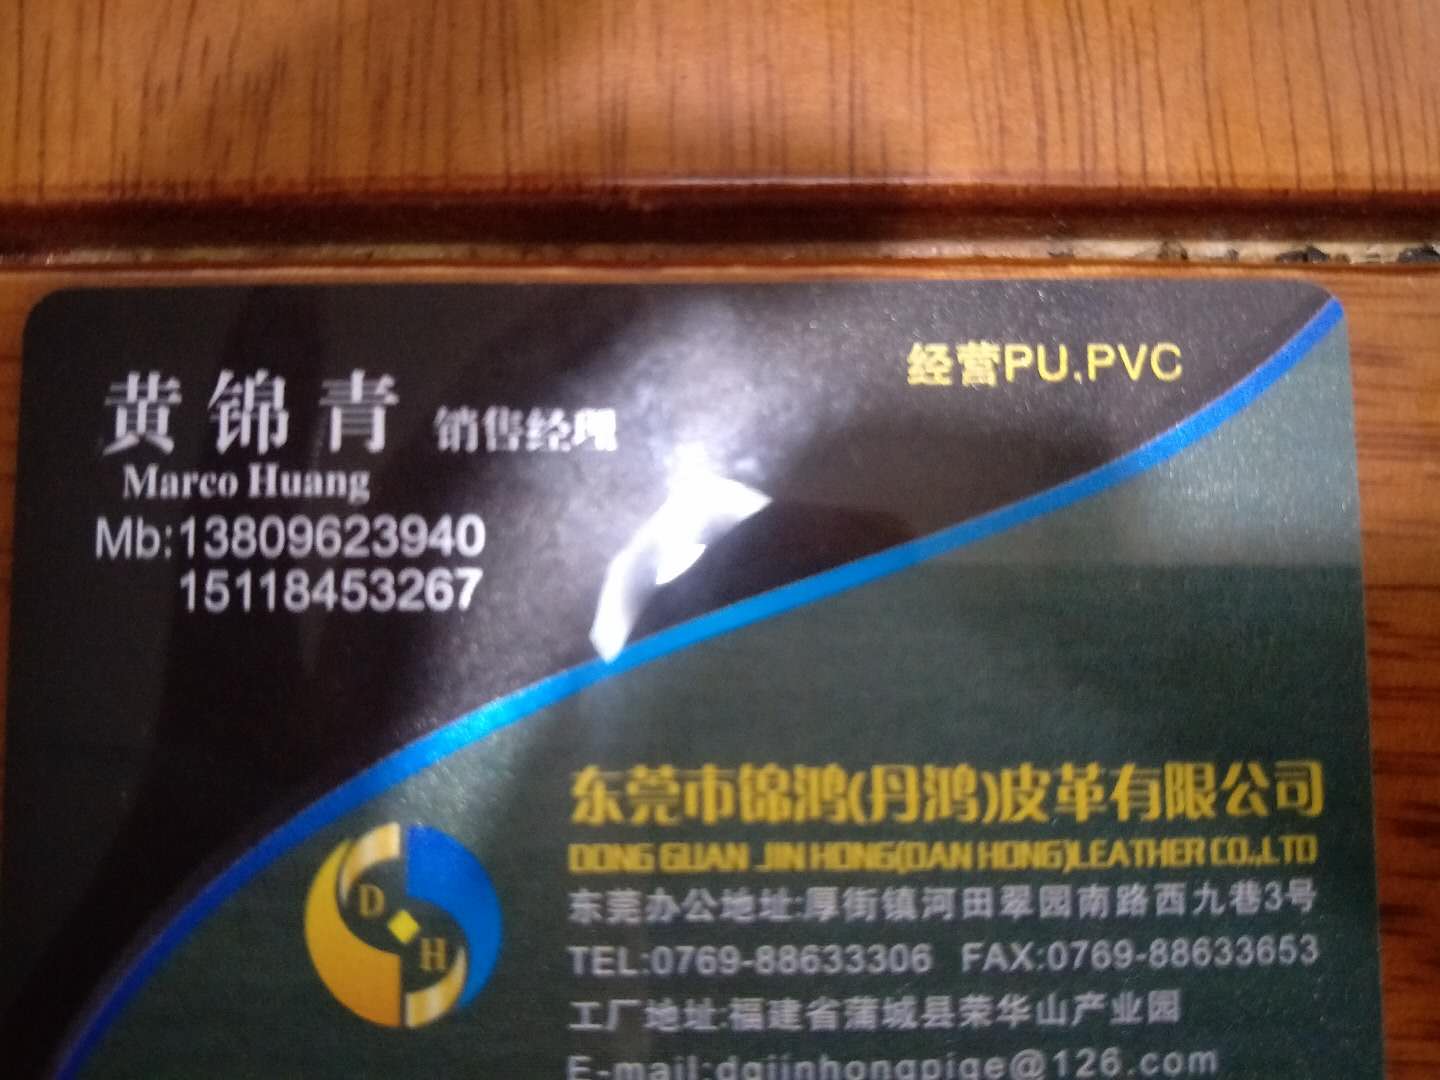 经营PU.PVC
黄锦青 销售经理
Marco Huang
Mb:13809623940
15118453267
东莞市锦鸿(丹鸿)皮革有限公司
DONG GUAN JIN HONG(DAN HONG)LEATHER CO.,LTD
D
H
东莞办公地址:厚街镇河田翠园南路西九巷3号
TEL:0769-88633306 FAX:0769-88633653
工厂地址:福建省蒲城县荣华山产业园
E-mail:dgjinhongpige@126.com